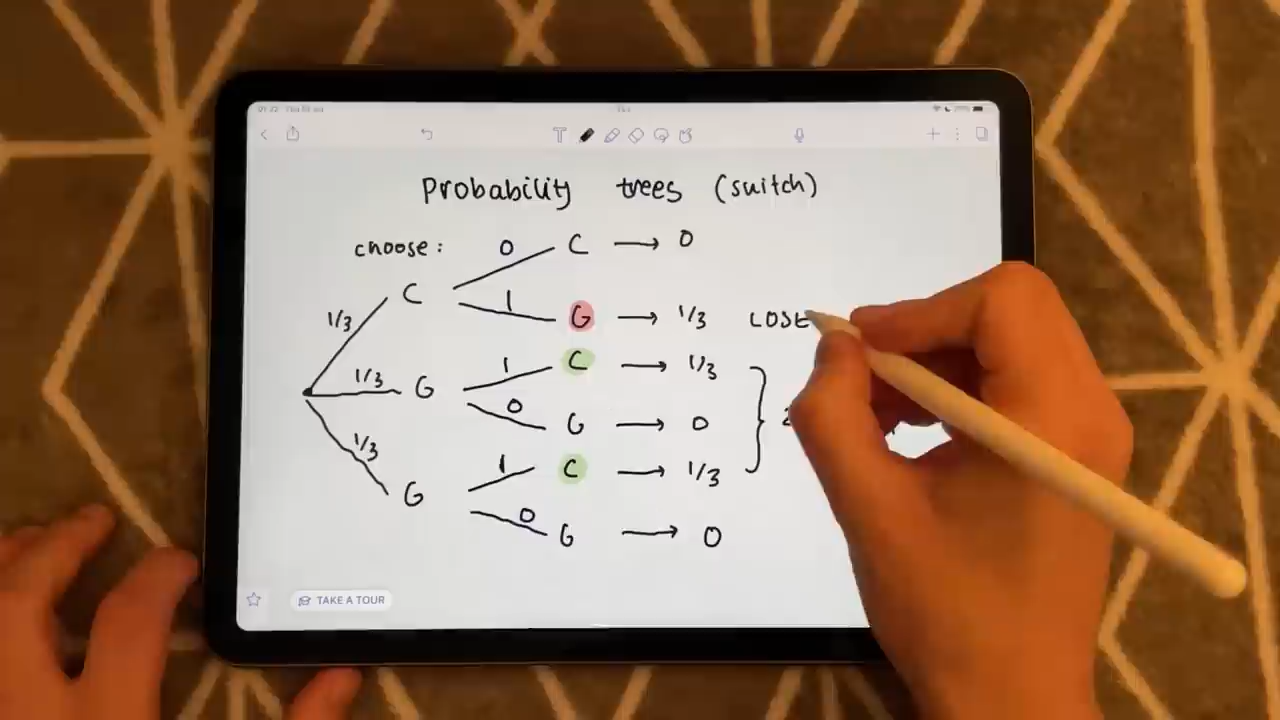 Probability trees (switch)
choose: 0 C → 0
1/3 C 1 G → 1/3 LOSE
1/3 G 1 C → 1/3
0 G → 0
1/3 G 1 C → 1/3
0 G → 0
TAKE A TOUR